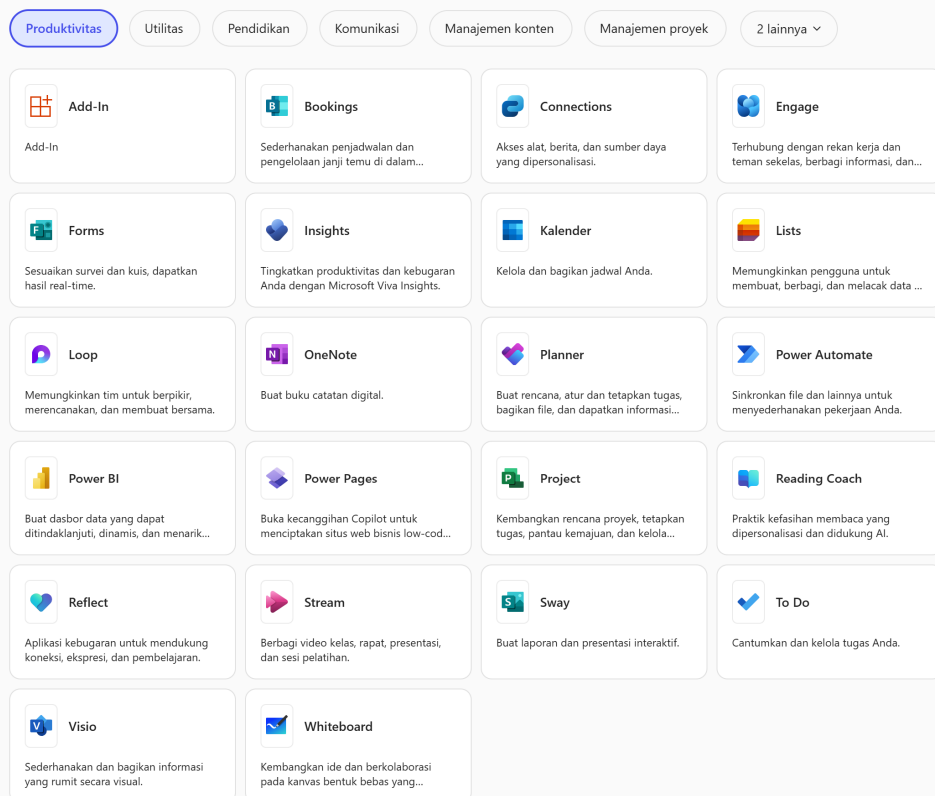 Produktivitas
Utilitas
Pendidikan
Komunikasi
Manajemen konten
Manajemen proyek
2 lainnya
Add-In
Add-In
Bookings
Sederhanakan penjadwalan dan
pengelolaan janji temu di dalam...
Connections
Akses alat, berita, dan sumber daya
yang dipersonalisasi.
Engage
Terhubung dengan rekan kerja dan
teman sekelas, berbagi informasi, dan...
Forms
Sesuaikan survei dan kuis, dapatkan
hasil real-time.
Insights
Tingkatkan produktivitas dan kebugaran
Anda dengan Microsoft Viva Insights.
Kalender
Kelola dan bagikan jadwal Anda.
Lists
Memungkinkan pengguna untuk
membuat, berbagi, dan melacak data ...
Loop
Memungkinkan tim untuk berpikir,
merencanakan, dan membuat bersama.
OneNote
Buat buku catatan digital.
Planner
Buat rencana, atur dan tetapkan tugas,
bagikan file, dan dapatkan informasi...
Power Automate
Sinkronkan file dan lainnya untuk
menyederhanakan pekerjaan Anda.
Power BI
Buat dasbor data yang dapat
ditindaklanjuti, dinamis, dan menarik...
Power Pages
Buka kecanggihan Copilot untuk
menciptakan situs web bisnis low-cod...
Project
Kembangkan rencana proyek, tetapkan
tugas, pantau kemajuan, dan kelola...
Reading Coach
Praktik kefasihan membaca yang
dipersonalisasi dan didukung AI.
Reflect
Aplikasi kebugaran untuk mendukung
koneksi, ekspresi, dan pembelajaran.
Stream
Berbagi video kelas, rapat, presentasi,
dan sesi pelatihan.
Sway
Buat laporan dan presentasi interaktif.
To Do
Cantumkan dan kelola tugas Anda.
Visio
Sederhanakan dan bagikan informasi
yang rumit secara visual.
Whiteboard
Kembangkan ide dan berkolaborasi
pada kanvas bentuk bebas yang...